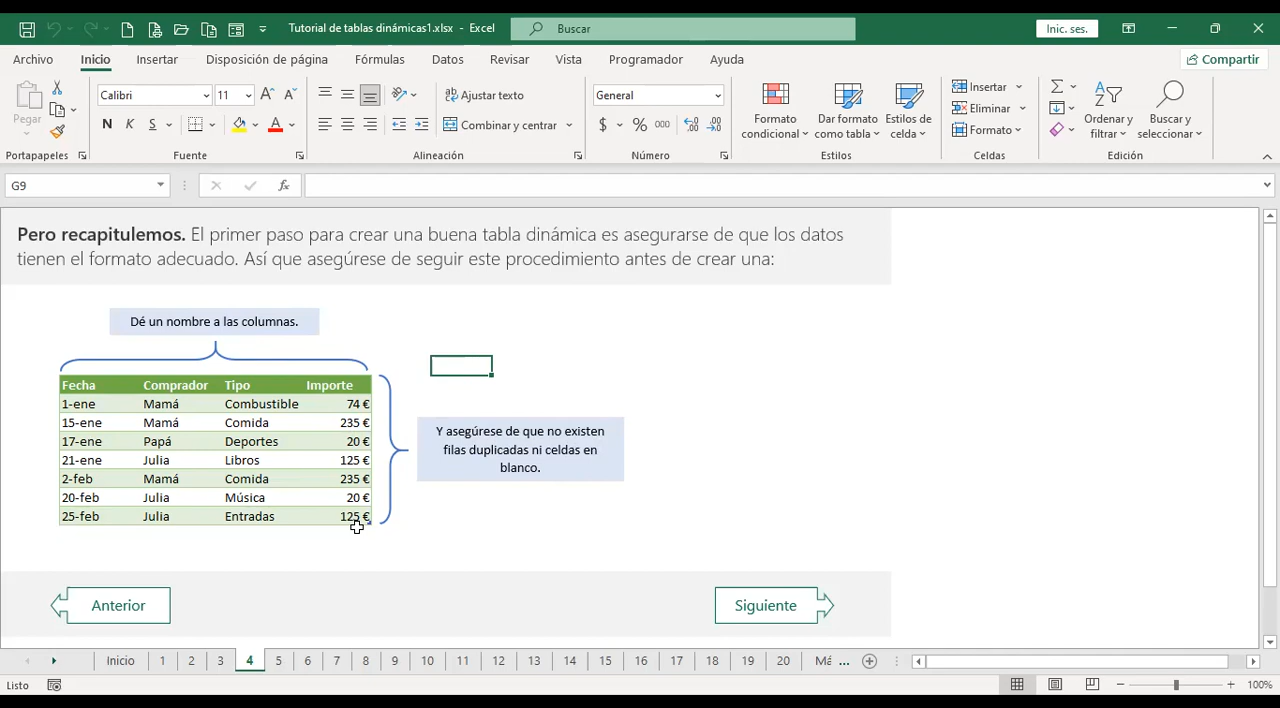 Tutorial de tablas dinámicas1.xlsx - Excel
Buscar
Inic. ses.
Archivo Inicio Insertar Disposición de página Fórmulas Datos Revisar Vista Programador Ayuda
Compartir
Pegar
Portapapeles
Calibri 11
N K S
Fuente
Ajustar texto
Combinar y centrar
Alineación
General
$ % 000
Número
Formato condicional
Dar formato como tabla
Estilos de celda
Estilos
Insertar
Eliminar
Formato
Celdas
Ordenar y filtrar
Buscar y seleccionar
Edición
G9
fx
Pero recapitulemos. El primer paso para crear una buena tabla dinámica es asegurarse de que los datos
tienen el formato adecuado. Así que asegúrese de seguir este procedimiento antes de crear una:
Dé un nombre a las columnas.
Fecha Comprador Tipo Importe
1-ene Mamá Combustible 74 €
15-ene Mamá Comida 235 €
17-ene Papá Deportes 20 €
21-ene Julia Libros 125 €
2-feb Mamá Comida 235 €
20-feb Julia Música 20 €
25-feb Julia Entradas 125 €
Y asegúrese de que no existen
filas duplicadas ni celdas en
blanco.
Anterior
Siguiente
Inicio 1 2 3 4 5 6 7 8 9 10 11 12 13 14 15 16 17 18 19 20 Má ...
Listo
100%